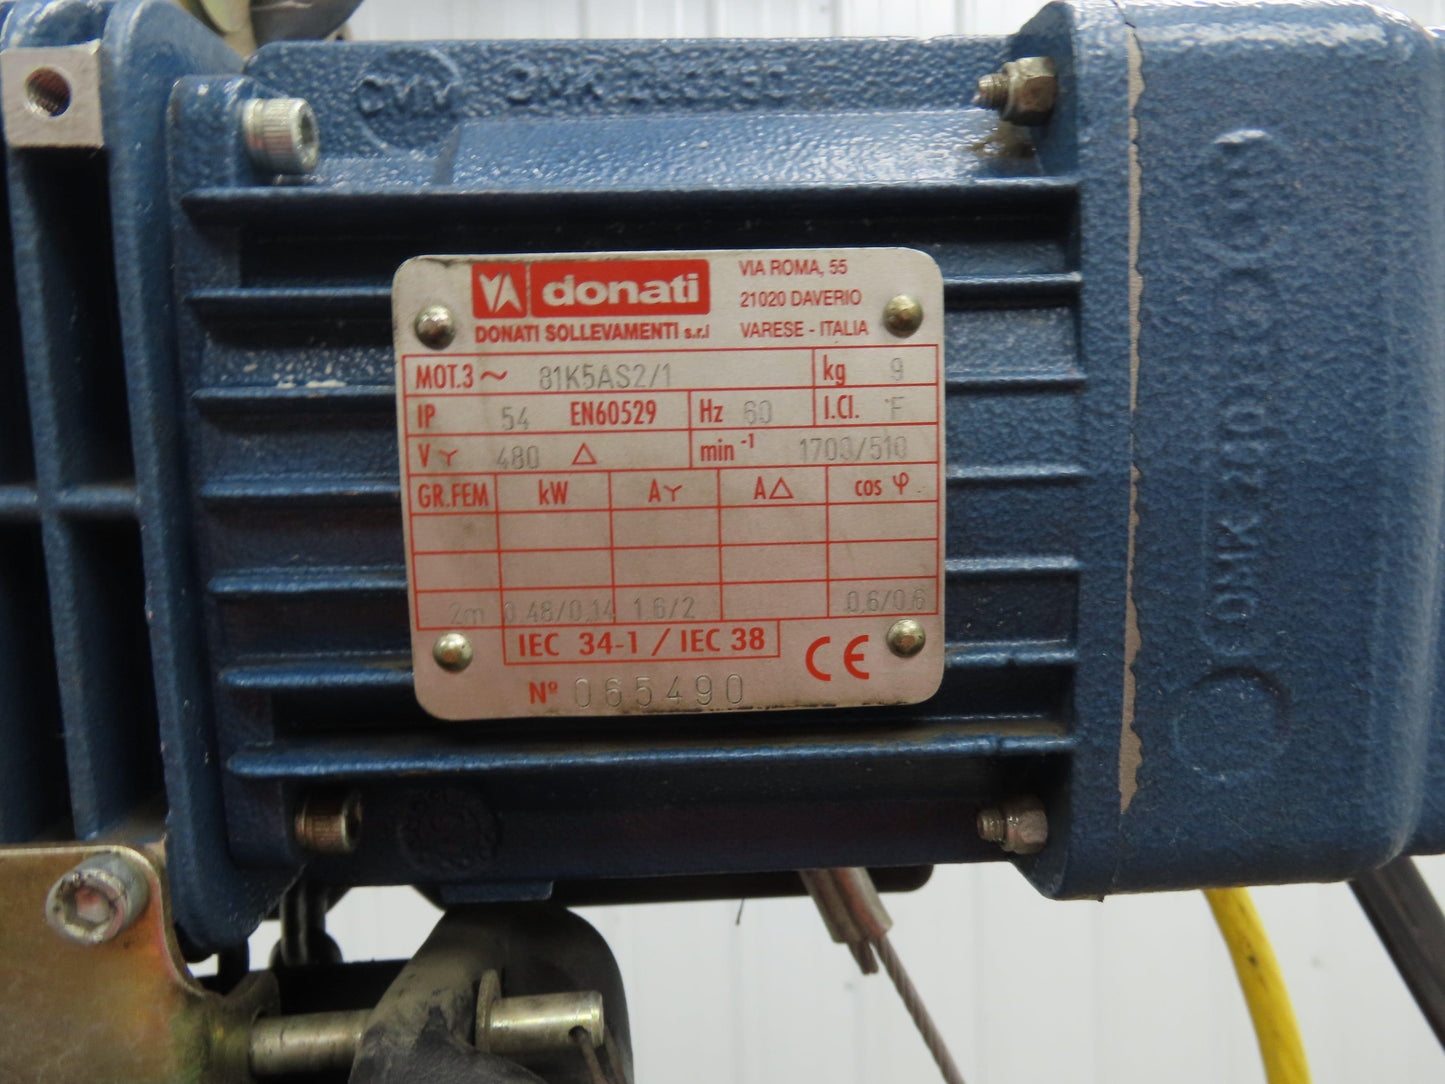 donati
VIA ROMA, 55
21020 DAVERIO
VARESE - ITALIA
DONATI SOLLEVAMENTI s.r.l
MOT.3 ~ 81K5AS2/1 kg 9
IP 54 EN60529 Hz 60 I.Cl. F
V Y 480 △ min⁻¹ 1700/510
GR.FEM kW A Y A △ cos φ
2m 0,48/0,14 1.6/2 0,6/0,6
IEC 34-1 / IEC 38
CE
Nº 065490